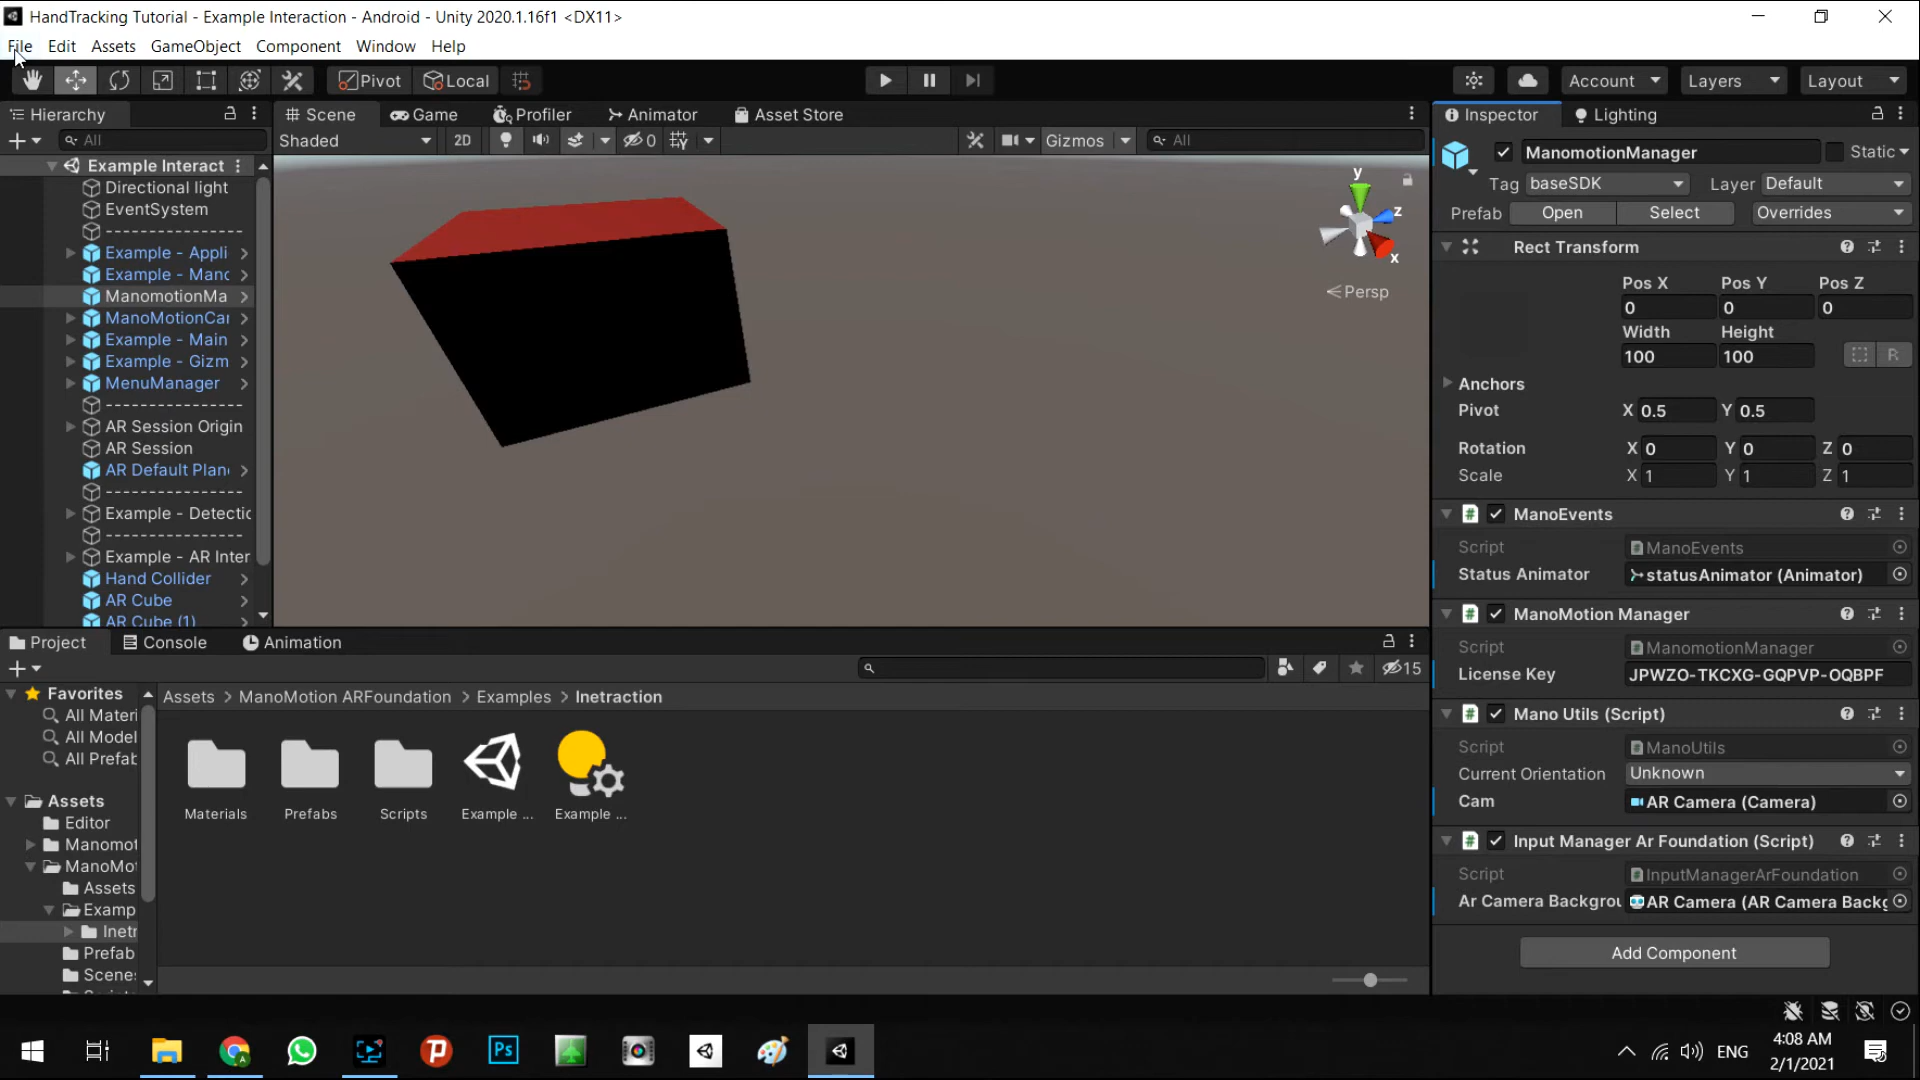 HandTracking Tutorial - Example Interaction - Android - Unity 2020.1.16f1 <DX11>
File Edit Assets GameObject Component Window Help
Pivot Local Account Layers Layout
Hierarchy
All
Example Interact
Directional light
EventSystem
----------------
Example - Appli
Example - Mano
ManomotionMa
ManoMotionCan
Example - Main
Example - Gizm
MenuManager
----------------
AR Session Origin
AR Session
AR Default Plane
----------------
Example - Detectic
----------------
Example - AR Inter
Hand Collider
AR Cube
AR Cube (1)
Scene Game Profiler Animator Asset Store
Shaded 2D 0 Gizmos All
y
z
x
Persp
Inspector Lighting
ManomotionManager Static
Tag baseSDK Layer Default
Prefab Open Select Overrides
Rect Transform
Pos X Pos Y Pos Z
0 0 0
Width Height
100 100 R
Anchors
Pivot X 0.5 Y 0.5
Rotation X 0 Y 0 Z 0
Scale X 1 Y 1 Z 1
# ManoEvents
Script ManoEvents
Status Animator statusAnimator (Animator)
# ManoMotion Manager
Script ManomotionManager
License Key JPWZO-TKCXG-GQPVP-OQBPF
# Mano Utils (Script)
Script ManoUtils
Current Orientation Unknown
Cam AR Camera (Camera)
# Input Manager Ar Foundation (Script)
Script InputManagerArFoundation
Ar Camera Backgrou AR Camera (AR Camera Backg
Add Component
Project Console Animation
15
Favorites
All Materi
All Model
All Prefab
Assets
Editor
Manomot
ManoMot
Assets
Examp
Inetr
Prefab
Scene
Assets > ManoMotion ARFoundation > Examples > Inetraction
Materials Prefabs Scripts Example ... Example ...
Ps
ENG
4:08 AM
2/1/2021